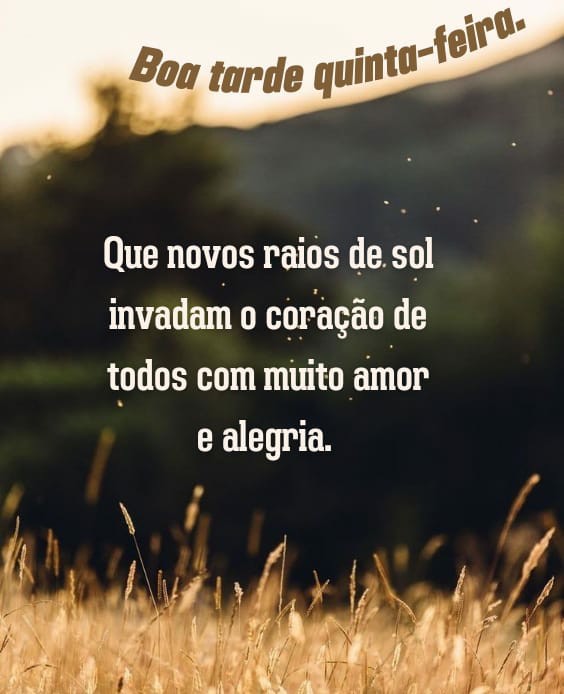 Boa tarde quinta-feira.
Que novos raios de sol
invadam o coração de
todos com muito amor
e alegria.